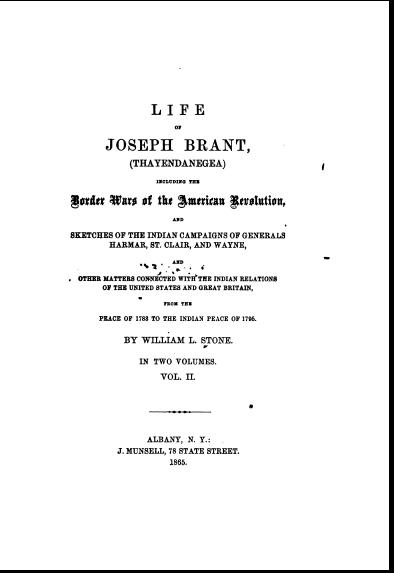 LIFE
OF
JOSEPH BRANT,
(THAYENDANEGEA)
INCLUDING THE
Border Wars of the American Revolution,
AND
SKETCHES OF THE INDIAN CAMPAIGNS OF GENERALS
HARMAR, ST. CLAIR, AND WAYNE,
AND
OTHER MATTERS CONNECTED WITH THE INDIAN RELATIONS
OF THE UNITED STATES AND GREAT BRITAIN,
FROM THE
PEACE OF 1783 TO THE INDIAN PEACE OF 1795.
BY WILLIAM L. STONE.
IN TWO VOLUMES.
VOL. II.
ALBANY, N. Y.:
J. MUNSELL, 78 STATE STREET.
1865.